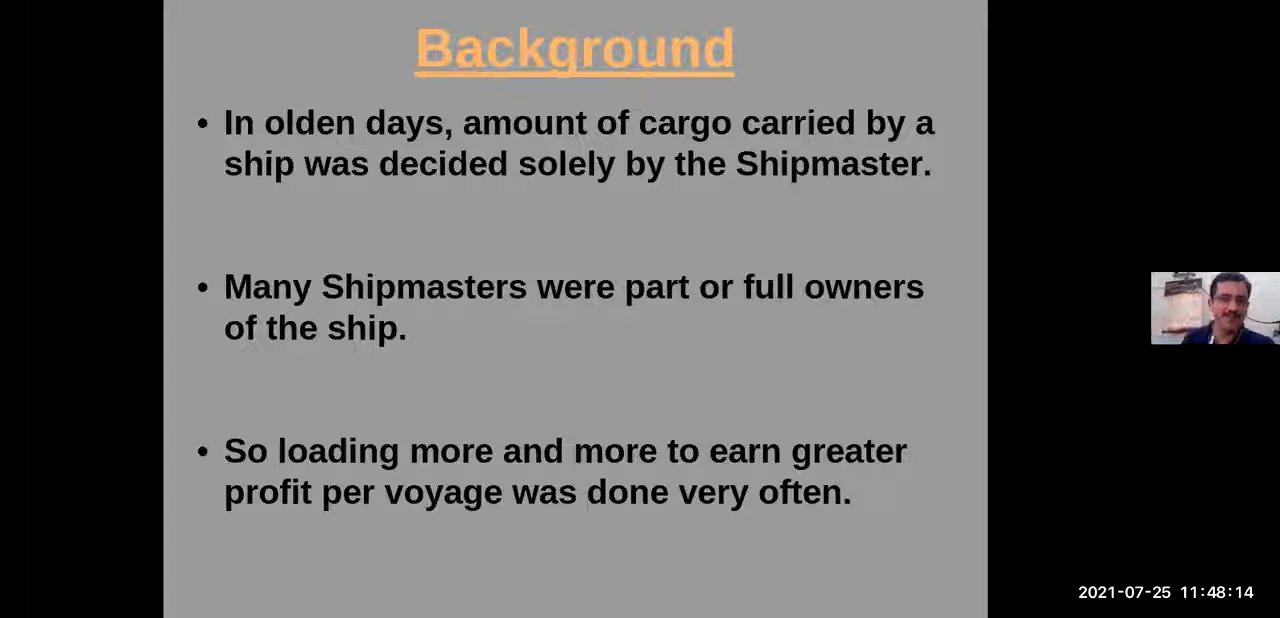 Background
• In olden days, amount of cargo carried by a
ship was decided solely by the Shipmaster.
• Many Shipmasters were part or full owners
of the ship.
• So loading more and more to earn greater
profit per voyage was done very often.
2021-07-25 11:48:14